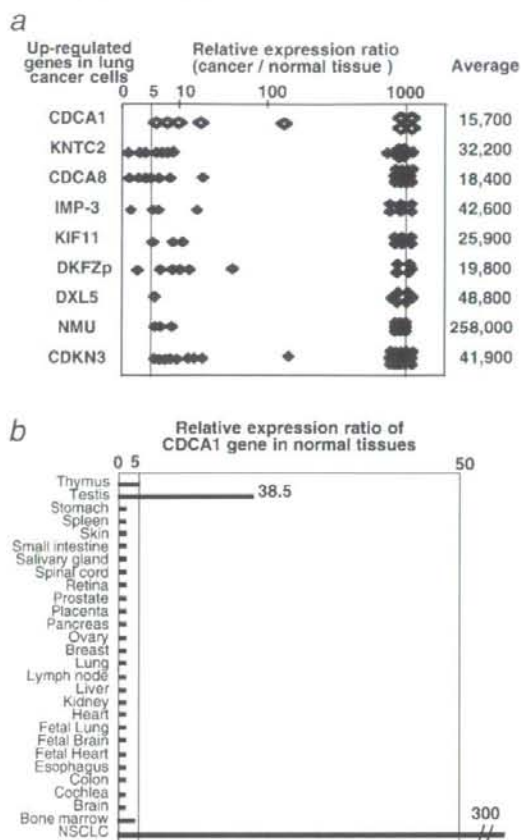 a
Up-regulated genes in lung cancer cells
Relative expression ratio (cancer / normal tissue )
Average
0 5 10 100 1000
CDCA1 15,700
KNTC2 32,200
CDCA8 18,400
IMP-3 42,600
KIF11 25,900
DKFZp 19,800
DXL5 48,800
NMU 258,000
CDKN3 41,900
b
Relative expression ratio of
CDCA1 gene in normal tissues
0 5 50
Thymus
Testis 38.5
Stomach
Spleen
Skin
Small intestine
Salivary gland
Spinal cord
Retina
Prostate
Placenta
Pancreas
Ovary
Breast
Lung
Lymph node
Liver
Kidney
Heart
Fetal Lung
Fetal Brain
Fetal Heart
Esophagus
Colon
Cochlea
Brain
Bone marrow 300
NSCLC